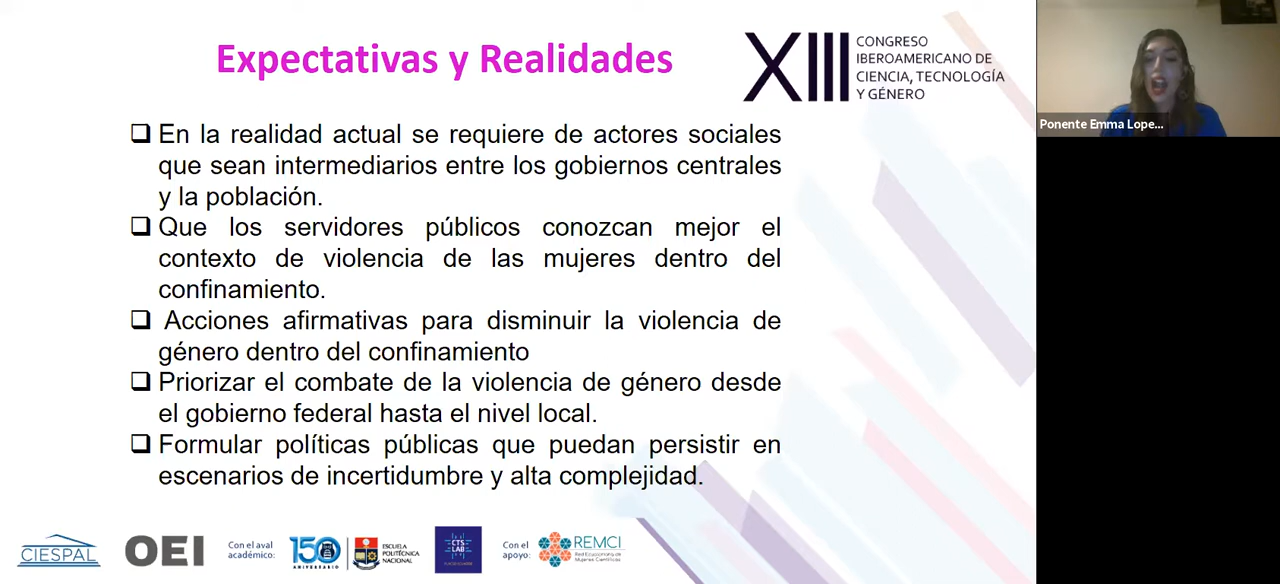 Expectativas y Realidades
XIII
CONGRESO
IBEROAMERICANO DE
CIENCIA, TECNOLOGÍA
Y GÉNERO
Ponente Emma Lope...
❑ En la realidad actual se requiere de actores sociales
que sean intermediarios entre los gobiernos centrales
y la población.
❑ Que los servidores públicos conozcan mejor el
contexto de violencia de las mujeres dentro del
confinamiento.
❑ Acciones afirmativas para disminuir la violencia de
género dentro del confinamiento
❑ Priorizar el combate de la violencia de género desde
el gobierno federal hasta el nivel local.
❑ Formular políticas públicas que puedan persistir en
escenarios de incertidumbre y alta complejidad.
CIESPAL
OEI
Con el aval
académico:
150
ANIVERSARIO
ESCUELA
POLITÉCNICA
NACIONAL
CTS
LAB
Con el
apoyo:
REMCI
Red Ecuatoriana de
Mujeres Científicas